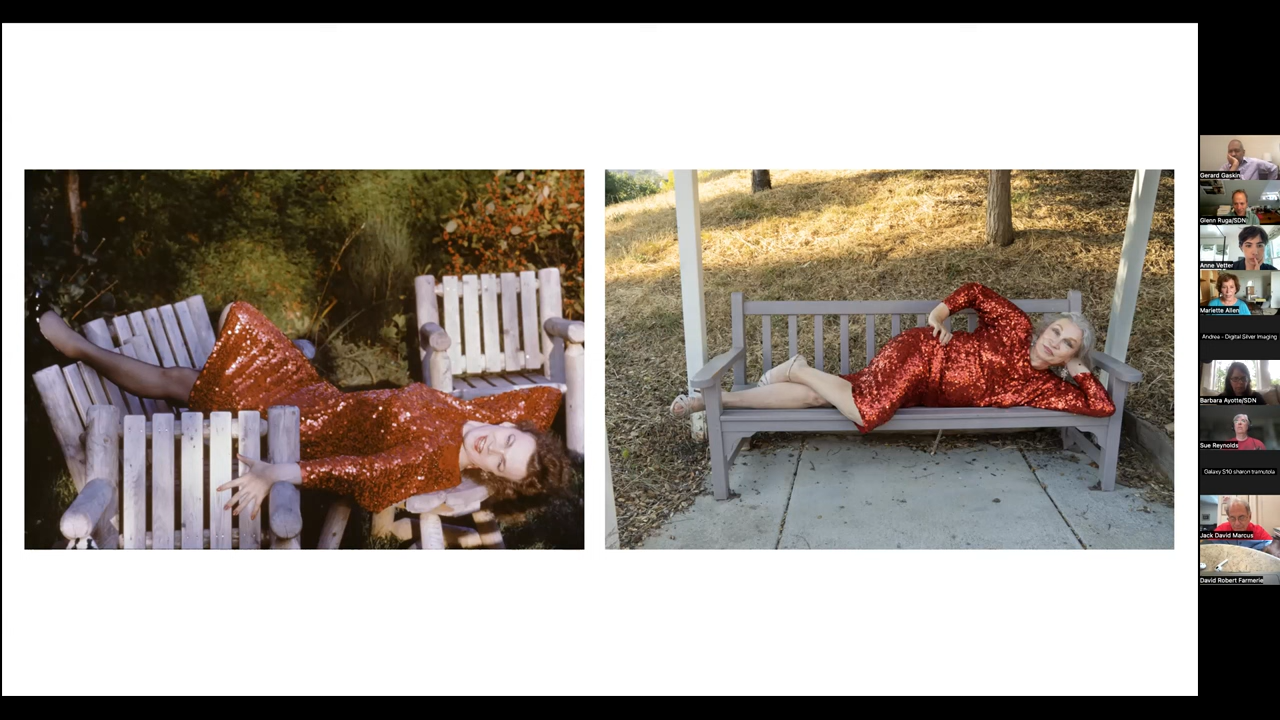 Gerard Gaskin
Glenn Ruga/SDN
Anne Vetter
Mariette Allen
Andrea - Digital Silver Imaging
Barbara Ayotte/SDN
Sue Reynolds
Galaxy S10 sharon tramutola
Jack David Marcus
David Robert Farmerie